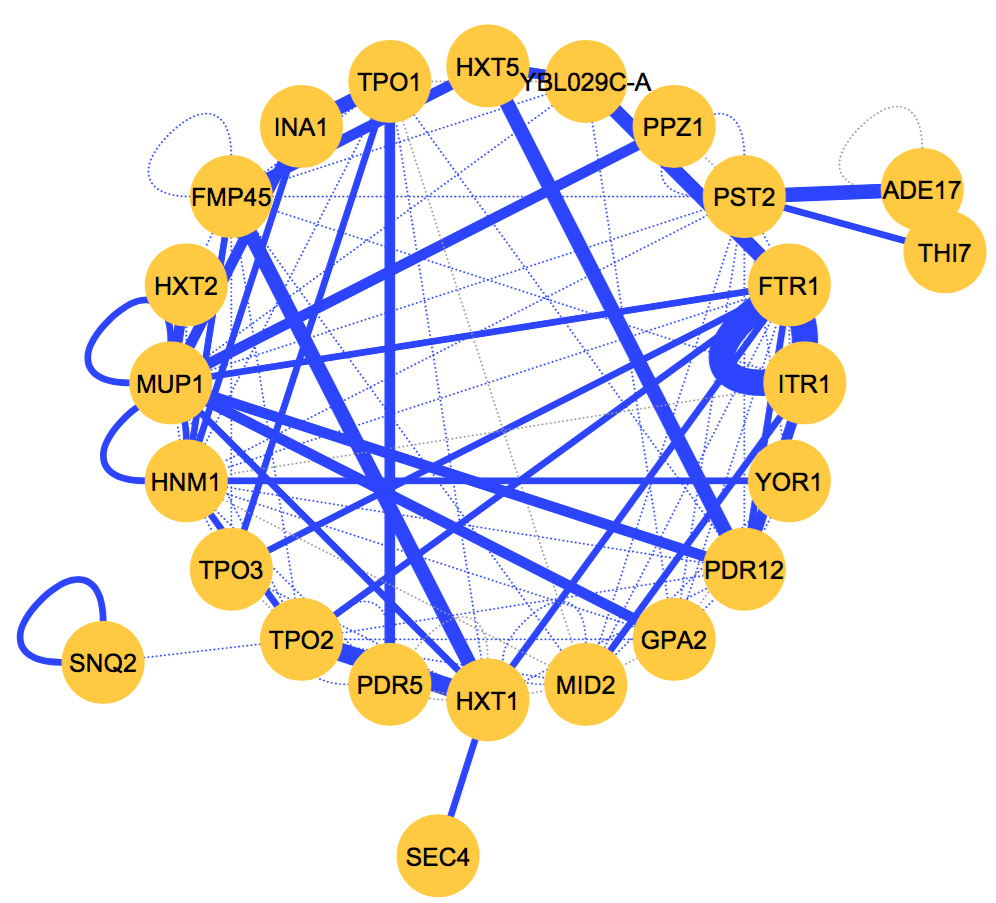 HXT5
TPO1
YBL029C-A
INA1
PPZ1
FMP45
PST2
ADE17
THI7
HXT2
FTR1
MUP1
ITR1
HNM1
YOR1
TPO3
PDR12
TPO2
GPA2
SNQ2
PDR5
MID2
HXT1
SEC4